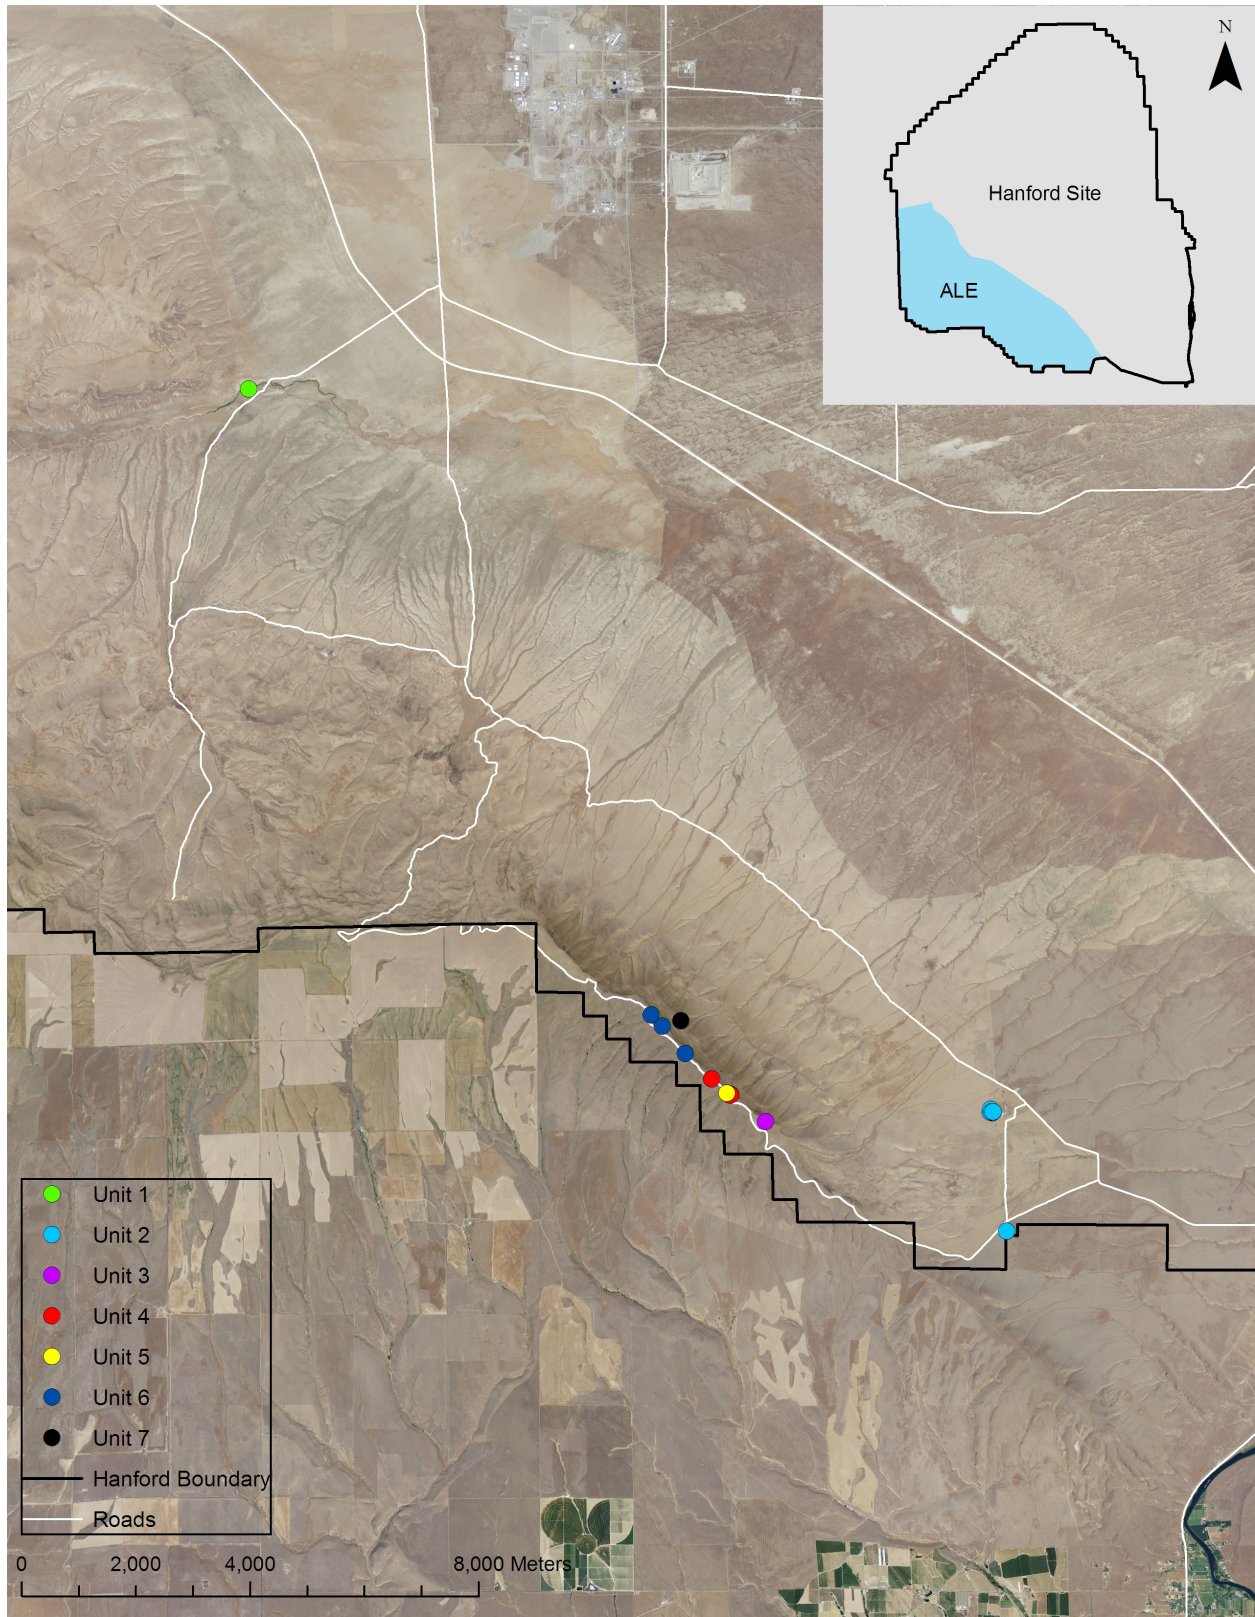 N
Hanford Site
ALE
Unit 1
Unit 2
Unit 3
Unit 4
Unit 5
Unit 6
Unit 7
Hanford Boundary
Roads
0 2,000 4,000 8,000 Meters